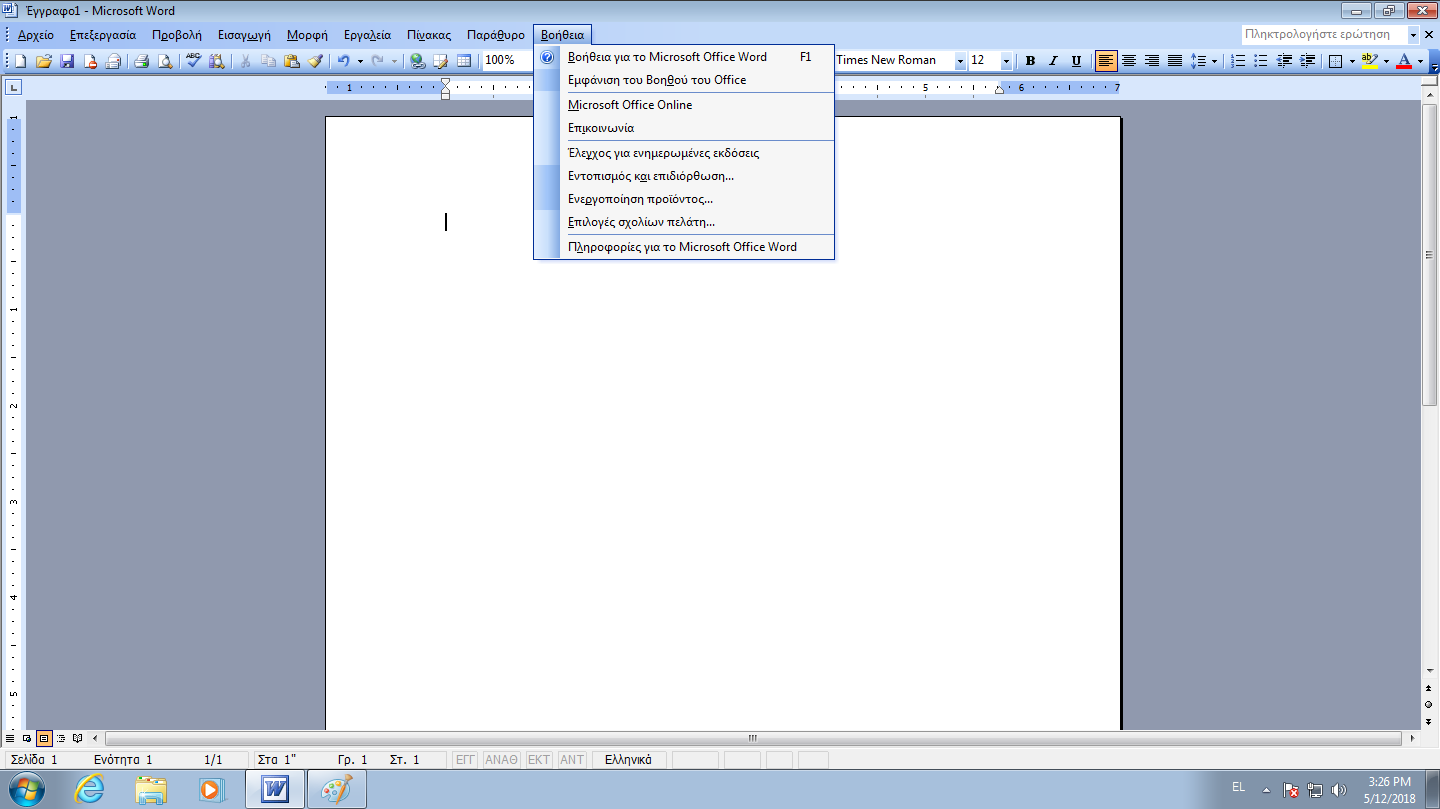 Έγγραφο1 - Microsoft Word
Αρχείο Επεξεργασία Προβολή Εισαγωγή Μορφή Εργαλεία Πίνακας Παράθυρο Βοήθεια Πληκτρολογήστε ερώτηση
100% Times New Roman 12 B I U
Βοήθεια για το Microsoft Office Word F1
Εμφάνιση του Βοηθού του Office
Microsoft Office Online
Επικοινωνία
Έλεγχος για ενημερωμένες εκδόσεις
Εντοπισμός και επιδιόρθωση...
Ενεργοποίηση προϊόντος...
Επιλογές σχολίων πελάτη...
Πληροφορίες για το Microsoft Office Word
1 5 6 7
1
1
2
3
4
5
Σελίδα 1 Ενότητα 1 1/1 Στα 1" Γρ. 1 Στ. 1 ΕΓΓ ΑΝΑΘ ΕΚΤ ΑΝΤ Ελληνικά
EL 3:26 PM
5/12/2018